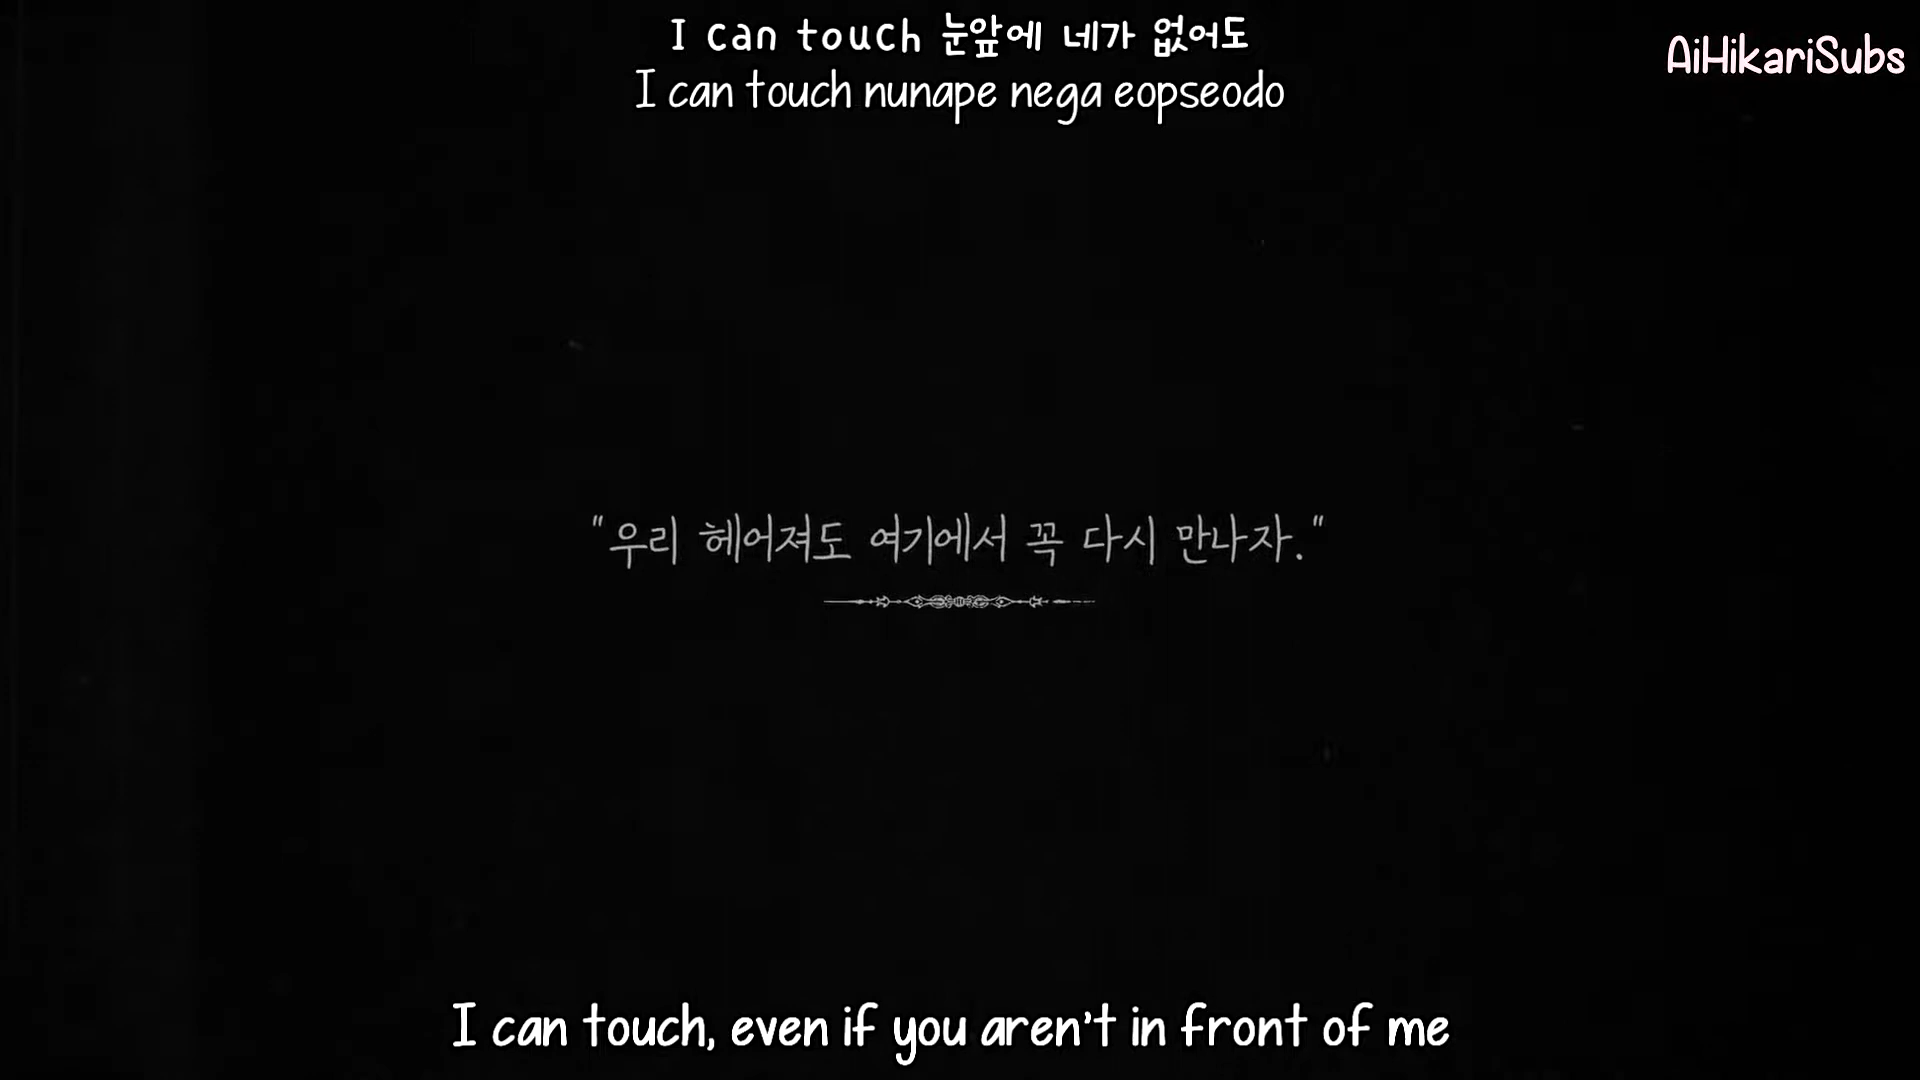 I can touch 눈앞에 네가 없어도
AiHikariSubs
I can touch nunape nega eopseodo
"우리 헤어져도 여기에서 꼭 다시 만나자."
I can touch, even if you aren't in front of me